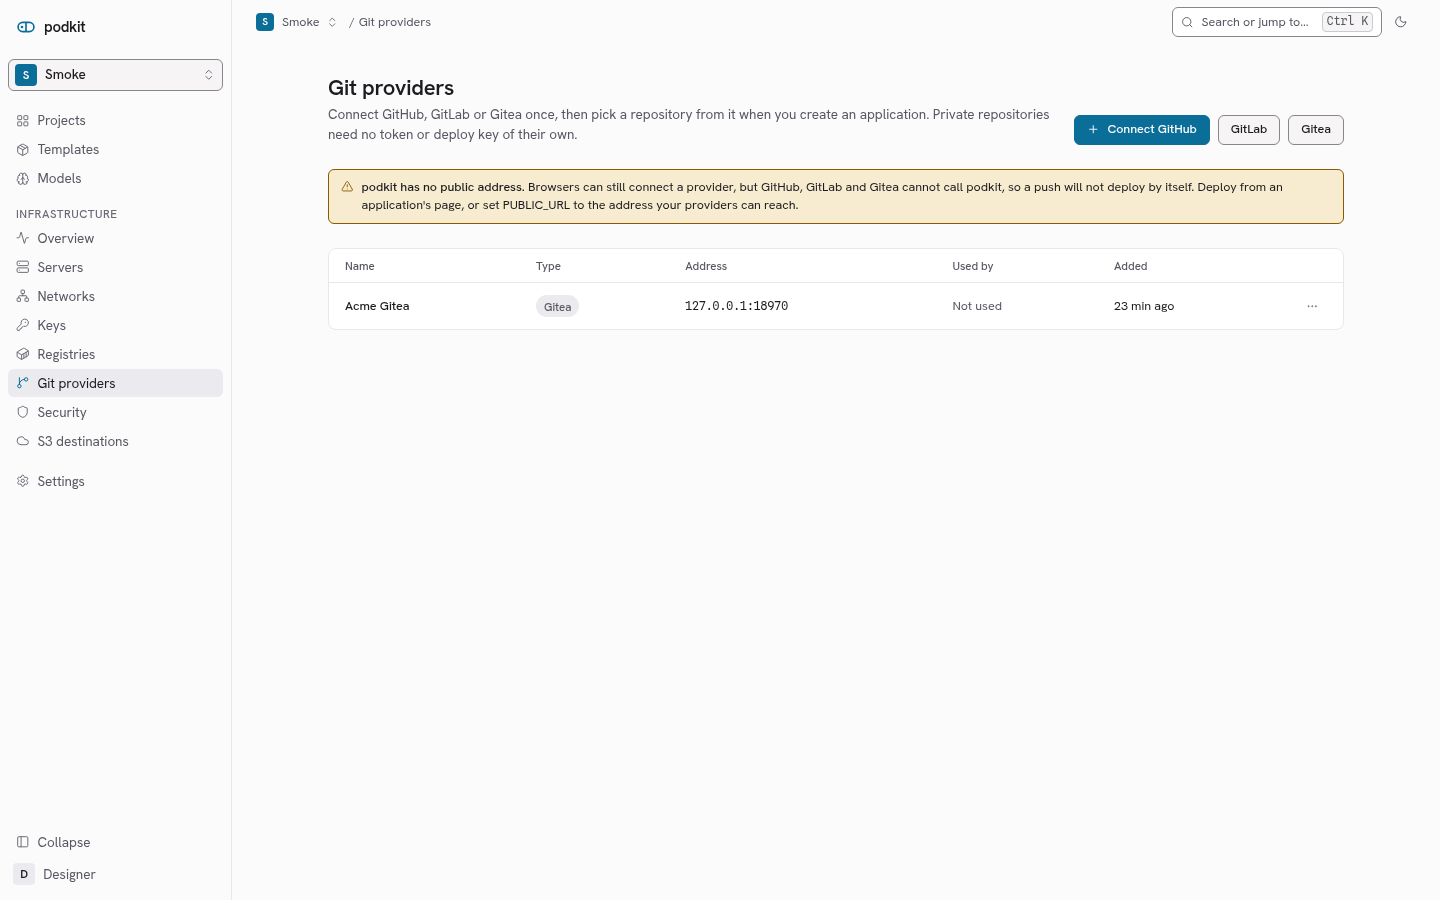 podkit
S Smoke
Projects
Templates
Models
INFRASTRUCTURE
Overview
Servers
Networks
Keys
Registries
Git providers
Security
S3 destinations
Settings
Collapse
D Designer
S Smoke / Git providers
Search or jump to... Ctrl K
Git providers
Connect GitHub, GitLab or Gitea once, then pick a repository from it when you create an application. Private repositories
need no token or deploy key of their own.
+ Connect GitHub GitLab Gitea
podkit has no public address. Browsers can still connect a provider, but GitHub, GitLab and Gitea cannot call podkit, so a push will not deploy by itself. Deploy from an
application's page, or set PUBLIC_URL to the address your providers can reach.
Name Type Address Used by Added
Acme Gitea Gitea 127.0.0.1:18970 Not used 23 min ago ...